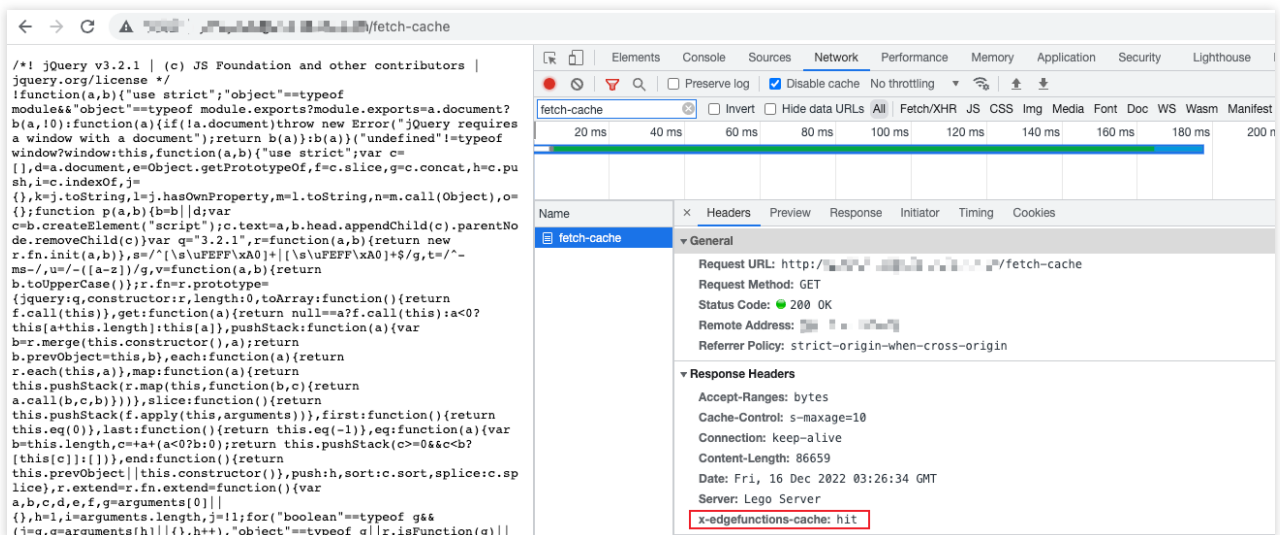 /fetch-cache
/*! jQuery v3.2.1 | (c) JS Foundation and other contributors |
jquery.org/license */
!function(a,b){"use strict";"object"==typeof
module&&"object"==typeof module.exports?module.exports=a.document?
b(a,!0):function(a){if(!a.document)throw new Error("jQuery requires
a window with a document");return b(a)}:b(a)}("undefined"!=typeof
window?window:this,function(a,b){"use strict";var c=
[],d=a.document,e=Object.getPrototypeOf,f=c.slice,g=c.concat,h=c.pu
sh,i=c.indexOf,j=
{},k=j.toString,l=j.hasOwnProperty,m=l.toString,n=m.call(Object),o=
{};function p(a,b){b=b||d;var
c=b.createElement("script");c.text=a,b.head.appendChild(c).parentNo
de.removeChild(c)}var q="3.2.1",r=function(a,b){return new
r.fn.init(a,b)},s=/^[\s\uFEFF\xA0]+|[\s\uFEFF\xA0]+$/g,t=/^-
ms-/,u=/-([a-z])/g,v=function(a,b){return
b.toUpperCase()};r.fn=r.prototype=
{jquery:q,constructor:r,length:0,toArray:function(){return
f.call(this)},get:function(a){return null==a?f.call(this):a<0?
this[a+this.length]:this[a]},pushStack:function(a){var
b=r.merge(this.constructor(),a);return
b.prevObject=this,b},each:function(a){return
r.each(this,a)},map:function(a){return
this.pushStack(r.map(this,function(b,c){return
a.call(b,c,b)}))},slice:function(){return
this.pushStack(f.apply(this,arguments))},first:function(){return
this.eq(0)},last:function(){return this.eq(-1)},eq:function(a){var
b=this.length,c=+a+(a<0?b:0);return this.pushStack(c>=0&&c<b?
[this[c]]:[])},end:function(){return
this.prevObject||this.constructor()},push:h,sort:c.sort,splice:c.sp
lice},r.extend=r.fn.extend=function(){var
a,b,c,d,e,f,g=arguments[0]||
{},h=1,i=arguments.length,j=!1;for("boolean"==typeof g&&
(j=g,g=arguments[h]||{},h++),"object"==typeof g||r.isFunction(g)||
Elements Console Sources Network Performance Memory Application Security Lighthouse
Preserve log Disable cache No throttling
fetch-cache Invert Hide data URLs All Fetch/XHR JS CSS Img Media Font Doc WS Wasm Manifest
20 ms 40 ms 60 ms 80 ms 100 ms 120 ms 140 ms 160 ms 180 ms 200 m
Name
fetch-cache
× Headers Preview Response Initiator Timing Cookies
General
Request URL: http:/ /fetch-cache
Request Method: GET
Status Code: 200 OK
Remote Address:
Referrer Policy: strict-origin-when-cross-origin
Response Headers
Accept-Ranges: bytes
Cache-Control: s-maxage=10
Connection: keep-alive
Content-Length: 86659
Date: Fri, 16 Dec 2022 03:26:34 GMT
Server: Lego Server
x-edgefunctions-cache: hit